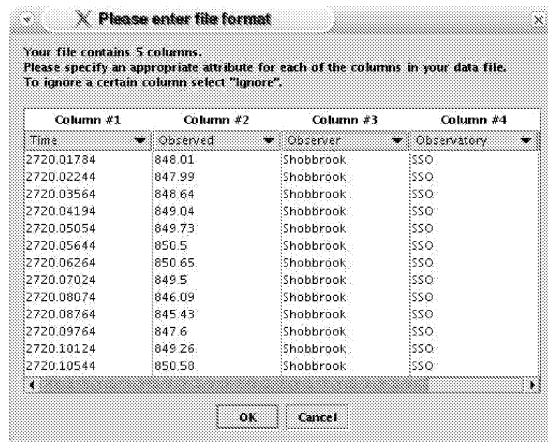 Please enter file format
Your file contains 5 columns.
Please specify an appropriate attribute for each of the columns in your data file.
To ignore a certain column select "Ignore".
Column #1 Column #2 Column #3 Column #4
Time Observed Observer Observatory
2720.01784 848.01 Shobbrook SSO
2720.02244 847.99 Shobbrook SSO
2720.03564 848.64 Shobbrook SSO
2720.04194 849.04 Shobbrook SSO
2720.05054 849.73 Shobbrook SSO
2720.05644 850.5 Shobbrook SSO
2720.06264 850.65 Shobbrook SSO
2720.07024 849.5 Shobbrook SSO
2720.08074 846.09 Shobbrook SSO
2720.08764 845.43 Shobbrook SSO
2720.09764 847.6 Shobbrook SSO
2720.10124 849.26 Shobbrook SSO
2720.10544 850.58 Shobbrook SSO
OK Cancel